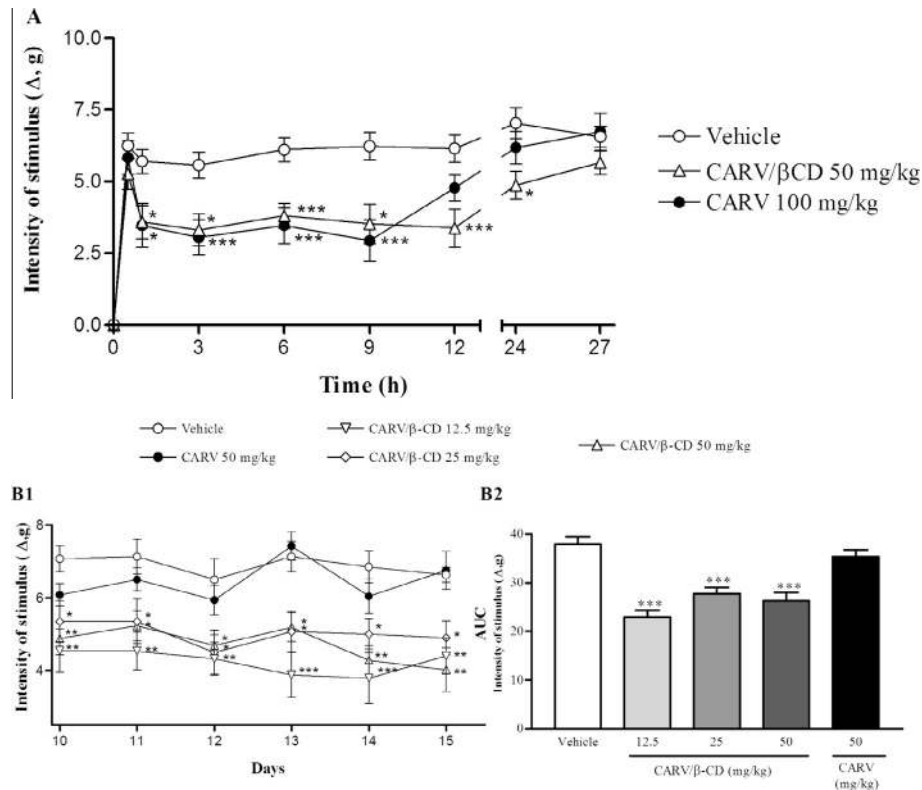 A
Intensity of stimulus (Δ, g)
10.0
7.5
5.0
2.5
0.0
* * *** * *** *
* *** *** ***
0 3 6 9 12 24 27
Time (h)
Vehicle
CARV/βCD 50 mg/kg
CARV 100 mg/kg
Vehicle
CARV/β-CD 12.5 mg/kg
CARV/β-CD 50 mg/kg
CARV 50 mg/kg
CARV/β-CD 25 mg/kg
B1
Intensity of stimulus (Δ,g)
8
6
4
* * * * * *
** * * * ** **
** ** ** *** *** **
10 11 12 13 14 15
Days
B2
AUC
Intensity of stimulus (Δ,g)
40
30
20
10
0
*** *** ***
Vehicle 12.5 25 50 50
CARV/β-CD (mg/kg)
CARV
(mg/kg)